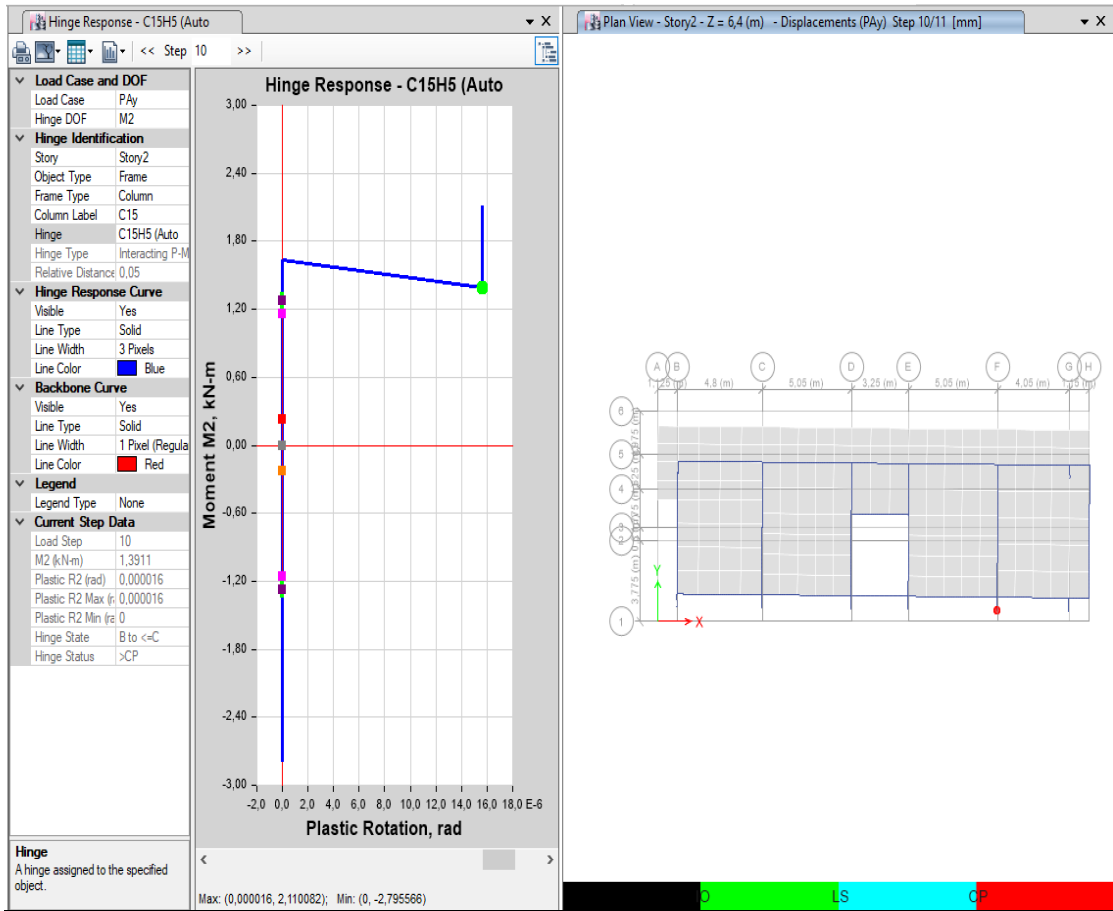 Hinge Response - C15H5 (Auto
X
<< Step 10 >>
Load Case and DOF
Load Case PAy
Hinge DOF M2
Hinge Identification
Story Story2
Object Type Frame
Frame Type Column
Column Label C15
Hinge C15H5 (Auto
Hinge Type Interacting P-M
Relative Distance 0,05
Hinge Response Curve
Visible Yes
Line Type Solid
Line Width 3 Pixels
Line Color Blue
Backbone Curve
Visible Yes
Line Type Solid
Line Width 1 Pixel (Regula
Line Color Red
Legend
Legend Type None
Current Step Data
Load Step 10
M2 (kN-m) 1,3911
Plastic R2 (rad) 0,000016
Plastic R2 Max (r 0,000016
Plastic R2 Min (ra 0
Hinge State B to <=C
Hinge Status >CP
Hinge
A hinge assigned to the specified
object.
Hinge Response - C15H5 (Auto
3,00
2,40
1,80
1,20
0,60
0,00
-0,60
-1,20
-1,80
-2,40
-3,00
Moment M2, kN-m
-2,0 0,0 2,0 4,0 6,0 8,0 10,0 12,0 14,0 16,0 18,0 E-6
Plastic Rotation, rad
Max: (0,000016, 2,110082); Min: (0, -2,795566)
Plan View - Story2 - Z = 6,4 (m) - Displacements (PAy) Step 10/11 [mm]
X
A B C D E F G H
1,125 (m) 4,8 (m) 5,05 (m) 3,25 (m) 5,05 (m) 4,05 (m)
6
5
4
1
3,775 (m)
Y
X
IO LS CP